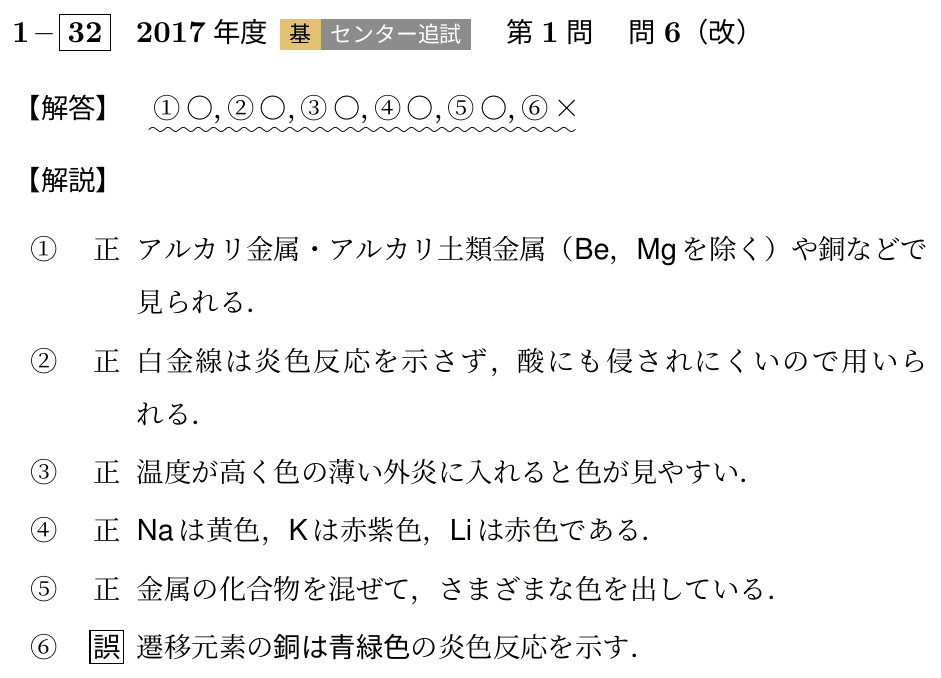 1−32 2017 年度 基 センター追試 第 1 問 問 6（改）
【解答】 ① ○, ② ○, ③ ○, ④ ○, ⑤ ○, ⑥ ×
【解説】
① 正 アルカリ金属・アルカリ土類金属（Be，Mgを除く）や銅などで
見られる．
② 正 白金線は炎色反応を示さず，酸にも侵されにくいので用いら
れる．
③ 正 温度が高く色の薄い外炎に入れると色が見やすい．
④ 正 Naは黄色，Kは赤紫色，Liは赤色である．
⑤ 正 金属の化合物を混ぜて，さまざまな色を出している．
⑥ 誤 遷移元素の銅は青緑色の炎色反応を示す．